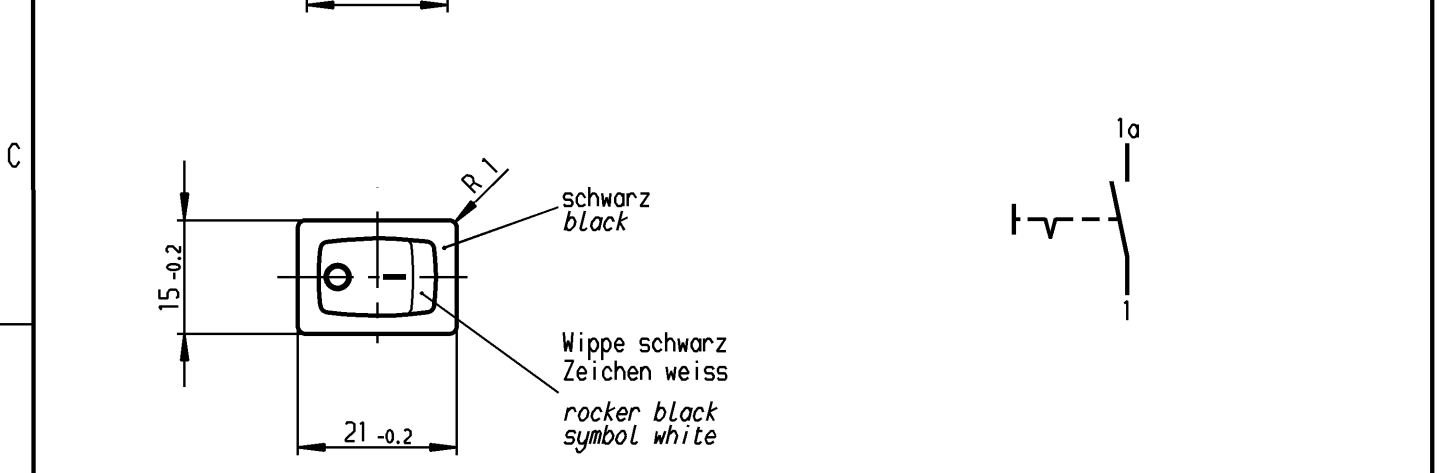 C
1a
R 1
schwarz
black
15 -0.2
1
Wippe schwarz
Zeichen weiss
rocker black
symbol white
21 -0.2